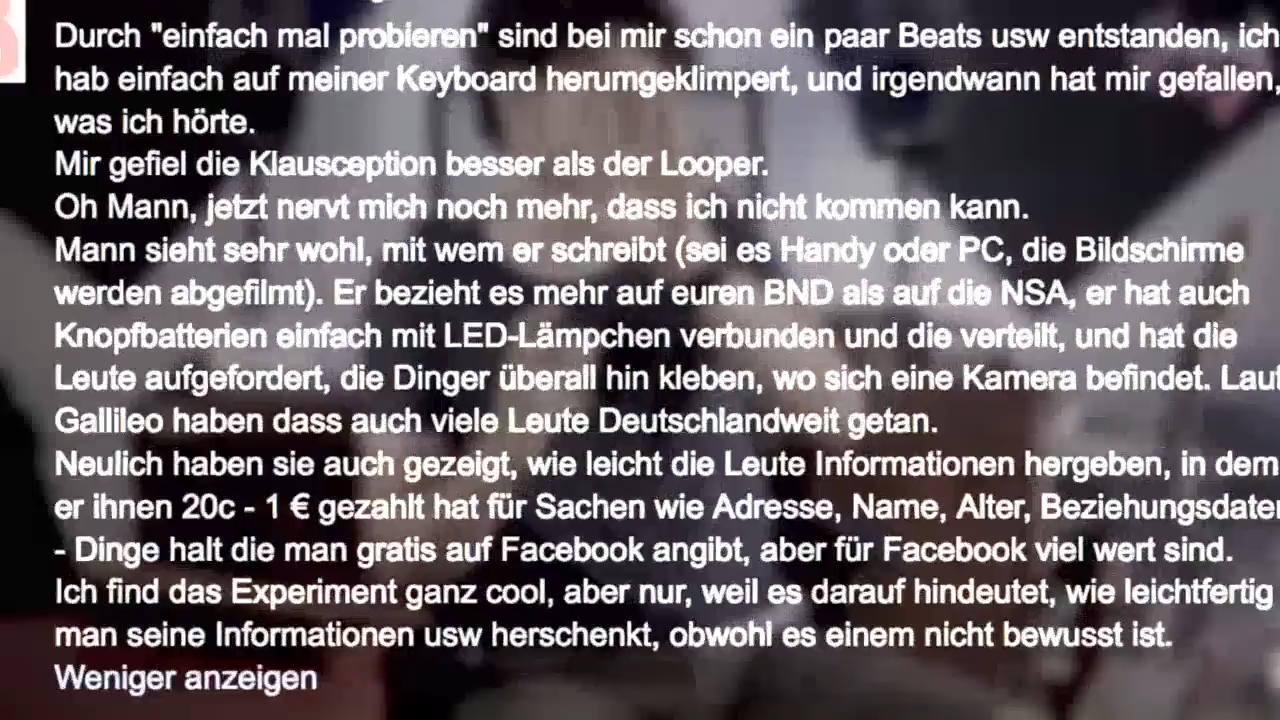 Durch "einfach mal probieren" sind bei mir schon ein paar Beats usw entstanden, ich
hab einfach auf meiner Keyboard herumgeklimpert, und irgendwann hat mir gefallen,
was ich hörte.
Mir gefiel die Klausception besser als der Looper.
Oh Mann, jetzt nervt mich noch mehr, dass ich nicht kommen kann.
Mann sieht sehr wohl, mit wem er schreibt (sei es Handy oder PC, die Bildschirme
werden abgefilmt). Er bezieht es mehr auf euren BND als auf die NSA, er hat auch
Knopfbatterien einfach mit LED-Lämpchen verbunden und die verteilt, und hat die
Leute aufgefordert, die Dinger überall hin kleben, wo sich eine Kamera befindet. Laut
Gallileo haben dass auch viele Leute Deutschlandweit getan.
Neulich haben sie auch gezeigt, wie leicht die Leute Informationen hergeben, in dem
er ihnen 20c - 1 € gezahlt hat für Sachen wie Adresse, Name, Alter, Beziehungsdaten
- Dinge halt die man gratis auf Facebook angibt, aber für Facebook viel wert sind.
Ich find das Experiment ganz cool, aber nur, weil es darauf hindeutet, wie leichtfertig
man seine Informationen usw herschenkt, obwohl es einem nicht bewusst ist.
Weniger anzeigen